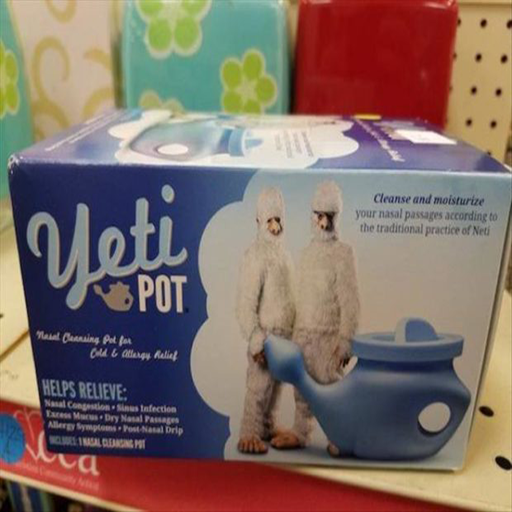 Yeti
POT
Nasal Cleansing Pot for
Cold & Allergy Relief
HELPS RELIEVE:
Nasal Congestion • Sinus Infection
Excess Mucus • Dry Nasal Passages
Allergy Symptoms • Post-Nasal Drip
INCLUDES: 1 NASAL CLEANSING POT
Cleanse and moisturize
your nasal passages according to
the traditional practice of Neti